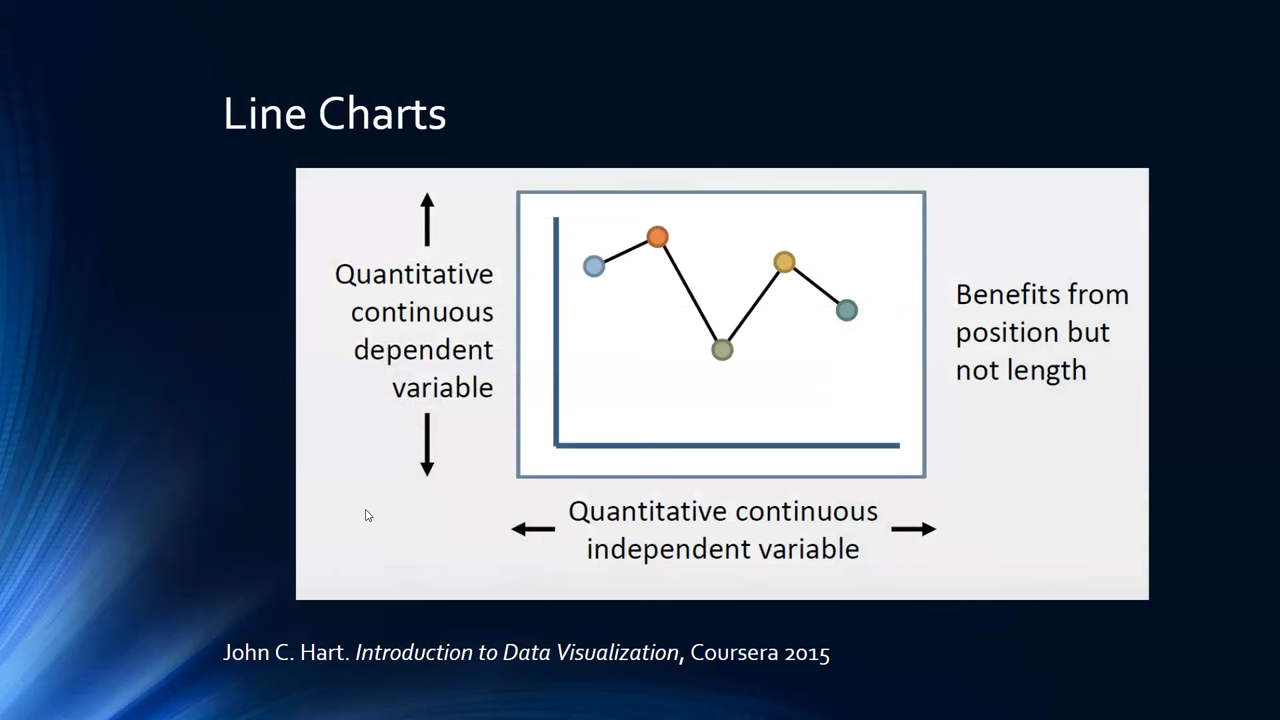 Line Charts
Quantitative
continuous
dependent
variable
Benefits from
position but
not length
Quantitative continuous
independent variable
John C. Hart. Introduction to Data Visualization, Coursera 2015